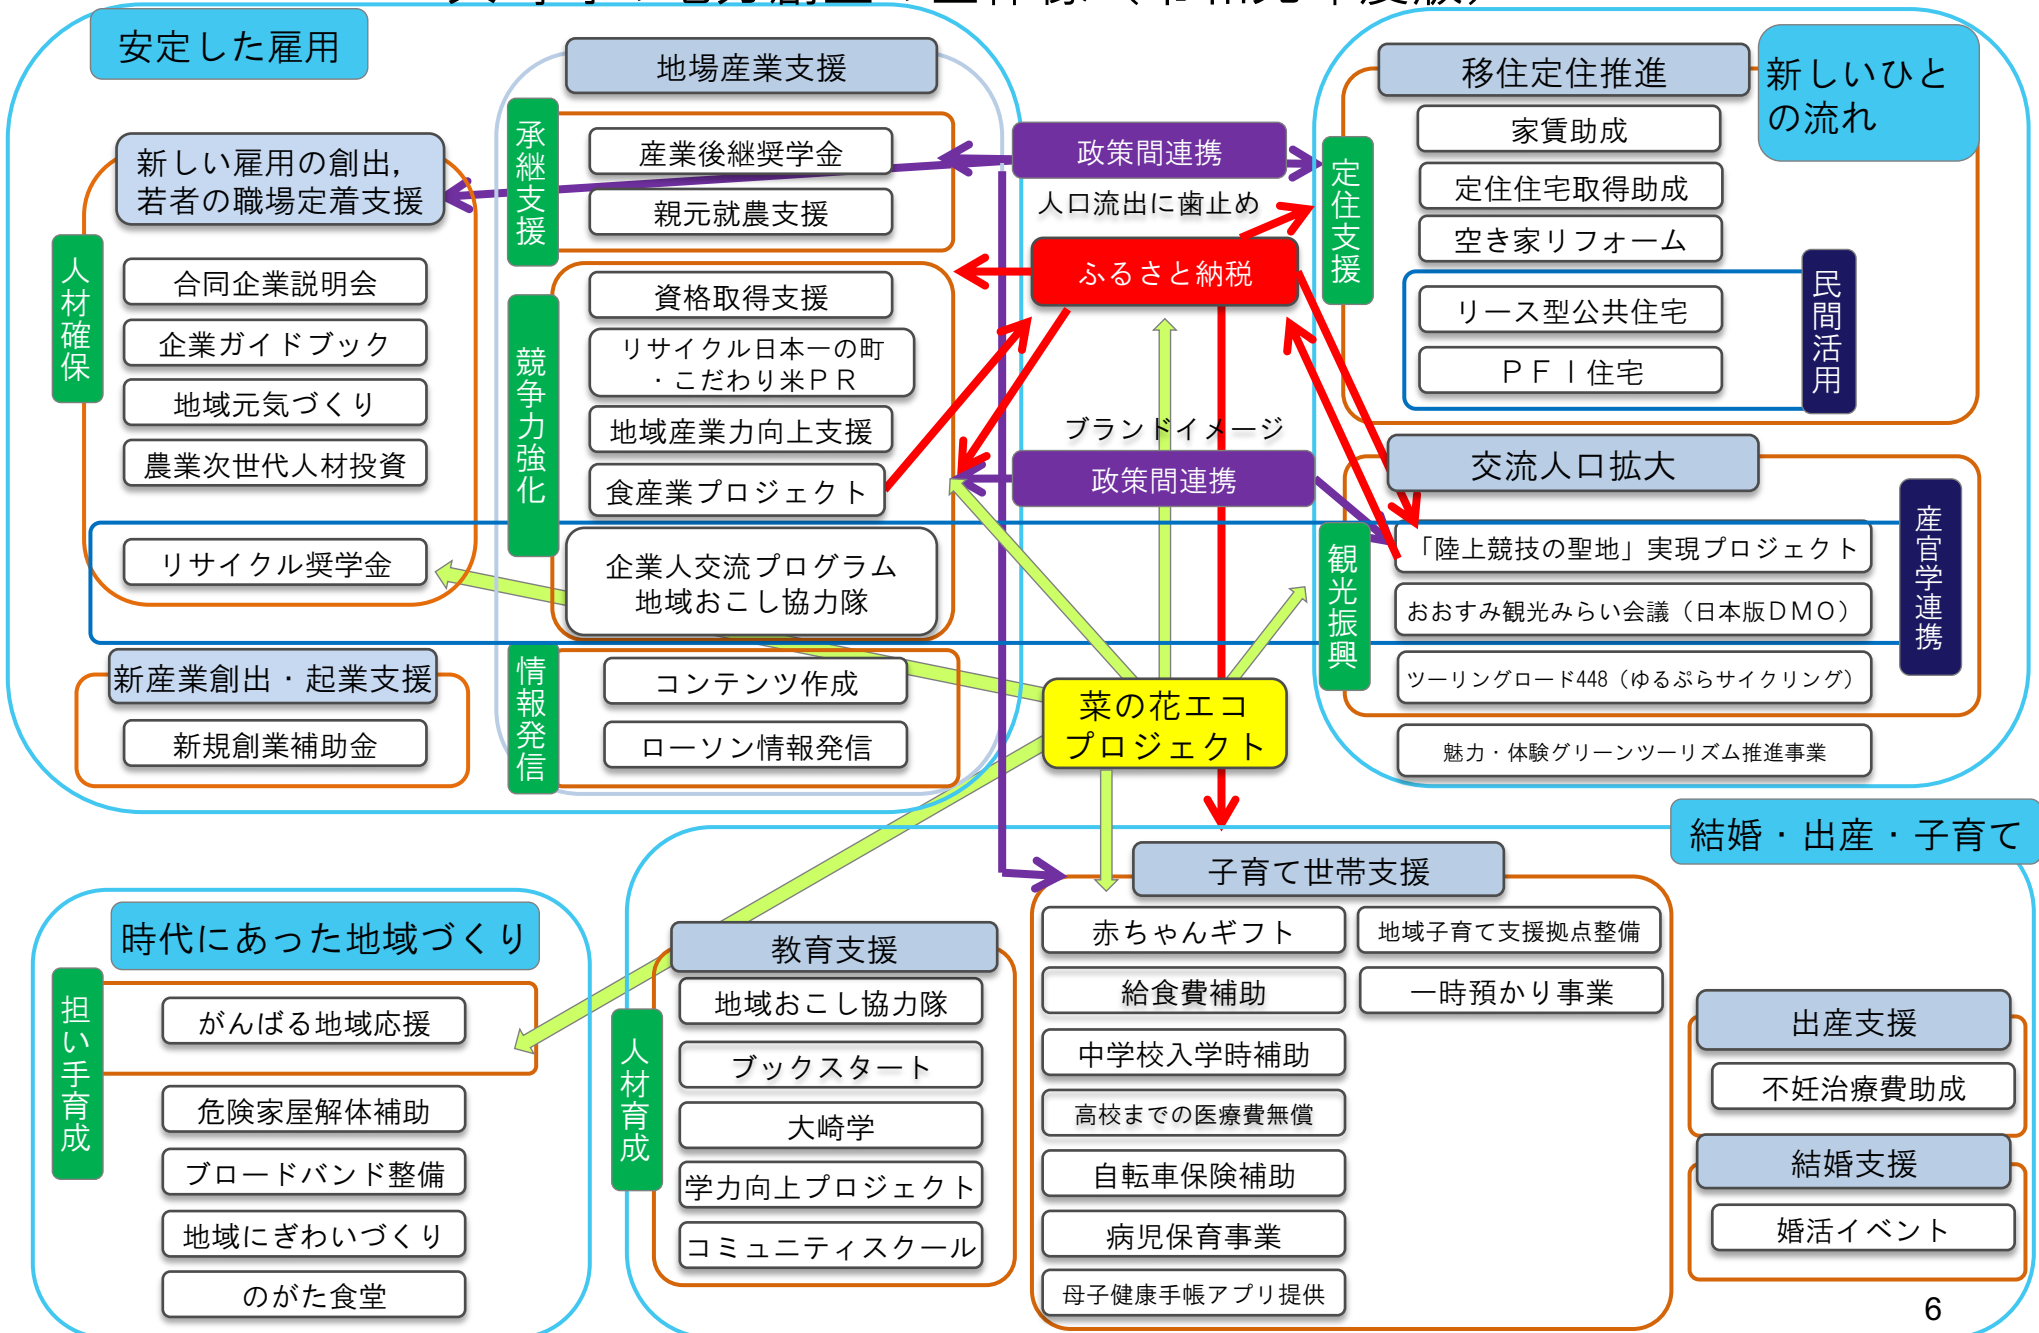 安定した雇用
地場産業支援
承継支援
産業後継奨学金
親元就農支援
新しい雇用の創出，
若者の職場定着支援
人材確保
合同企業説明会
企業ガイドブック
地域元気づくり
農業次世代人材投資
リサイクル奨学金
競争力強化
資格取得支援
リサイクル日本一の町
・こだわり米ＰＲ
地域産業力向上支援
食産業プロジェクト
企業人交流プログラム
地域おこし協力隊
新産業創出・起業支援
新規創業補助金
情報発信
コンテンツ作成
ローソン情報発信
政策間連携
人口流出に歯止め
ふるさと納税
ブランドイメージ
政策間連携
菜の花エコ
プロジェクト
新しいひと
の流れ
移住定住推進
定住支援
家賃助成
定住住宅取得助成
空き家リフォーム
民間活用
リース型公共住宅
ＰＦＩ住宅
交流人口拡大
産官学連携
観光振興
「陸上競技の聖地」実現プロジェクト
おおすみ観光みらい会議（日本版ＤＭＯ）
ツーリングロード448（ゆるぷらサイクリング）
魅力・体験グリーンツーリズム推進事業
時代にあった地域づくり
担い手育成
がんばる地域応援
危険家屋解体補助
ブロードバンド整備
地域にぎわいづくり
のがた食堂
結婚・出産・子育て
教育支援
人材育成
地域おこし協力隊
ブックスタート
大崎学
学力向上プロジェクト
コミュニティスクール
子育て世帯支援
赤ちゃんギフト
給食費補助
中学校入学時補助
高校までの医療費無償
自転車保険補助
病児保育事業
母子健康手帳アプリ提供
地域子育て支援拠点整備
一時預かり事業
出産支援
不妊治療費助成
結婚支援
婚活イベント
6